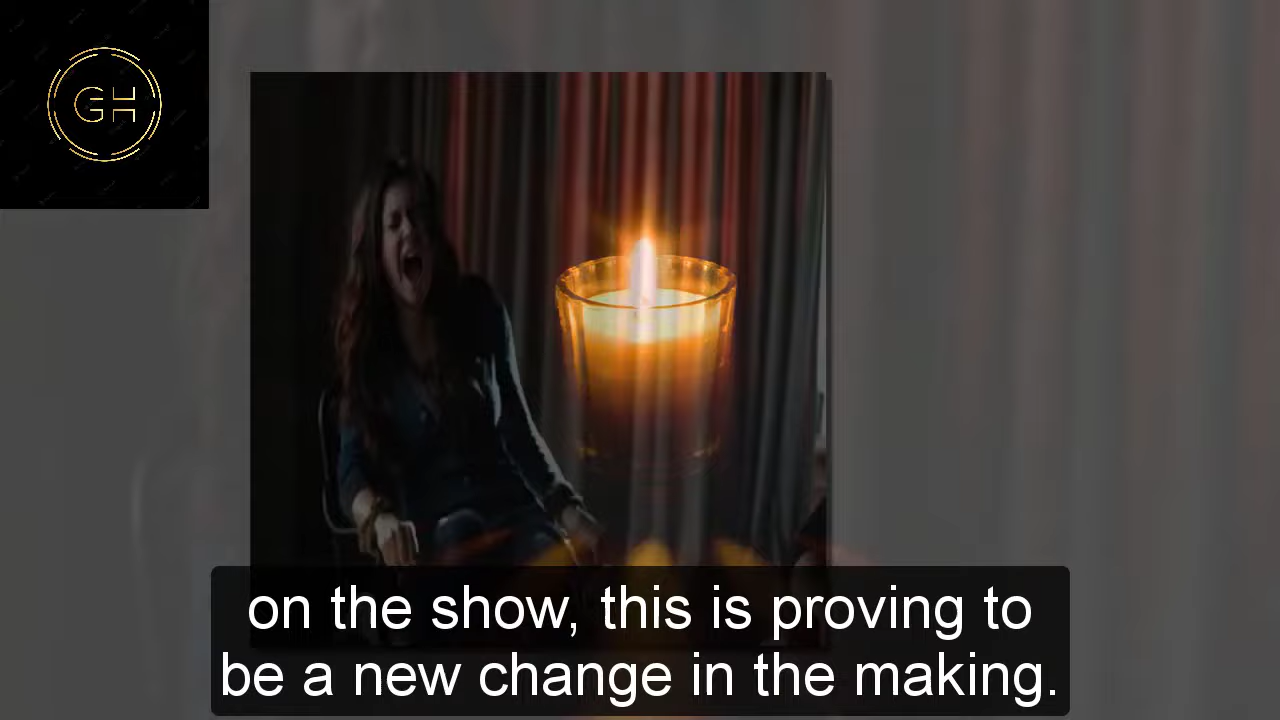 GH
on the show, this is proving to
be a new change in the making.